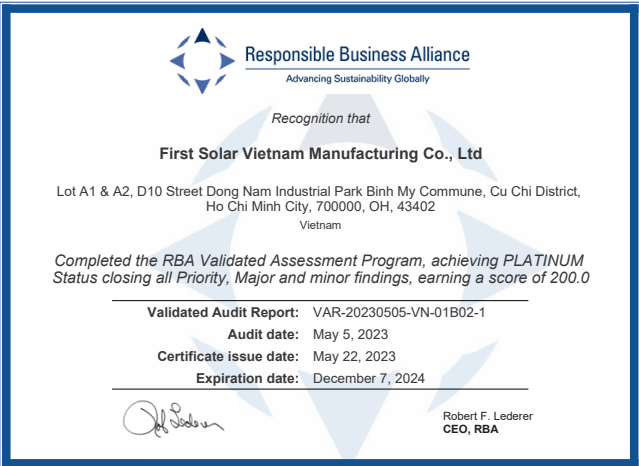 Responsible Business Alliance
Advancing Sustainability Globally
Recognition that
First Solar Vietnam Manufacturing Co., Ltd
Lot A1 & A2, D10 Street Dong Nam Industrial Park Binh My Commune, Cu Chi District,
Ho Chi Minh City, 700000, OH, 43402
Vietnam
Completed the RBA Validated Assessment Program, achieving PLATINUM
Status closing all Priority, Major and minor findings, earning a score of 200.0
Validated Audit Report: VAR-20230505-VN-01B02-1
Audit date: May 5, 2023
Certificate issue date: May 22, 2023
Expiration date: December 7, 2024
Robert F. Lederer
CEO, RBA